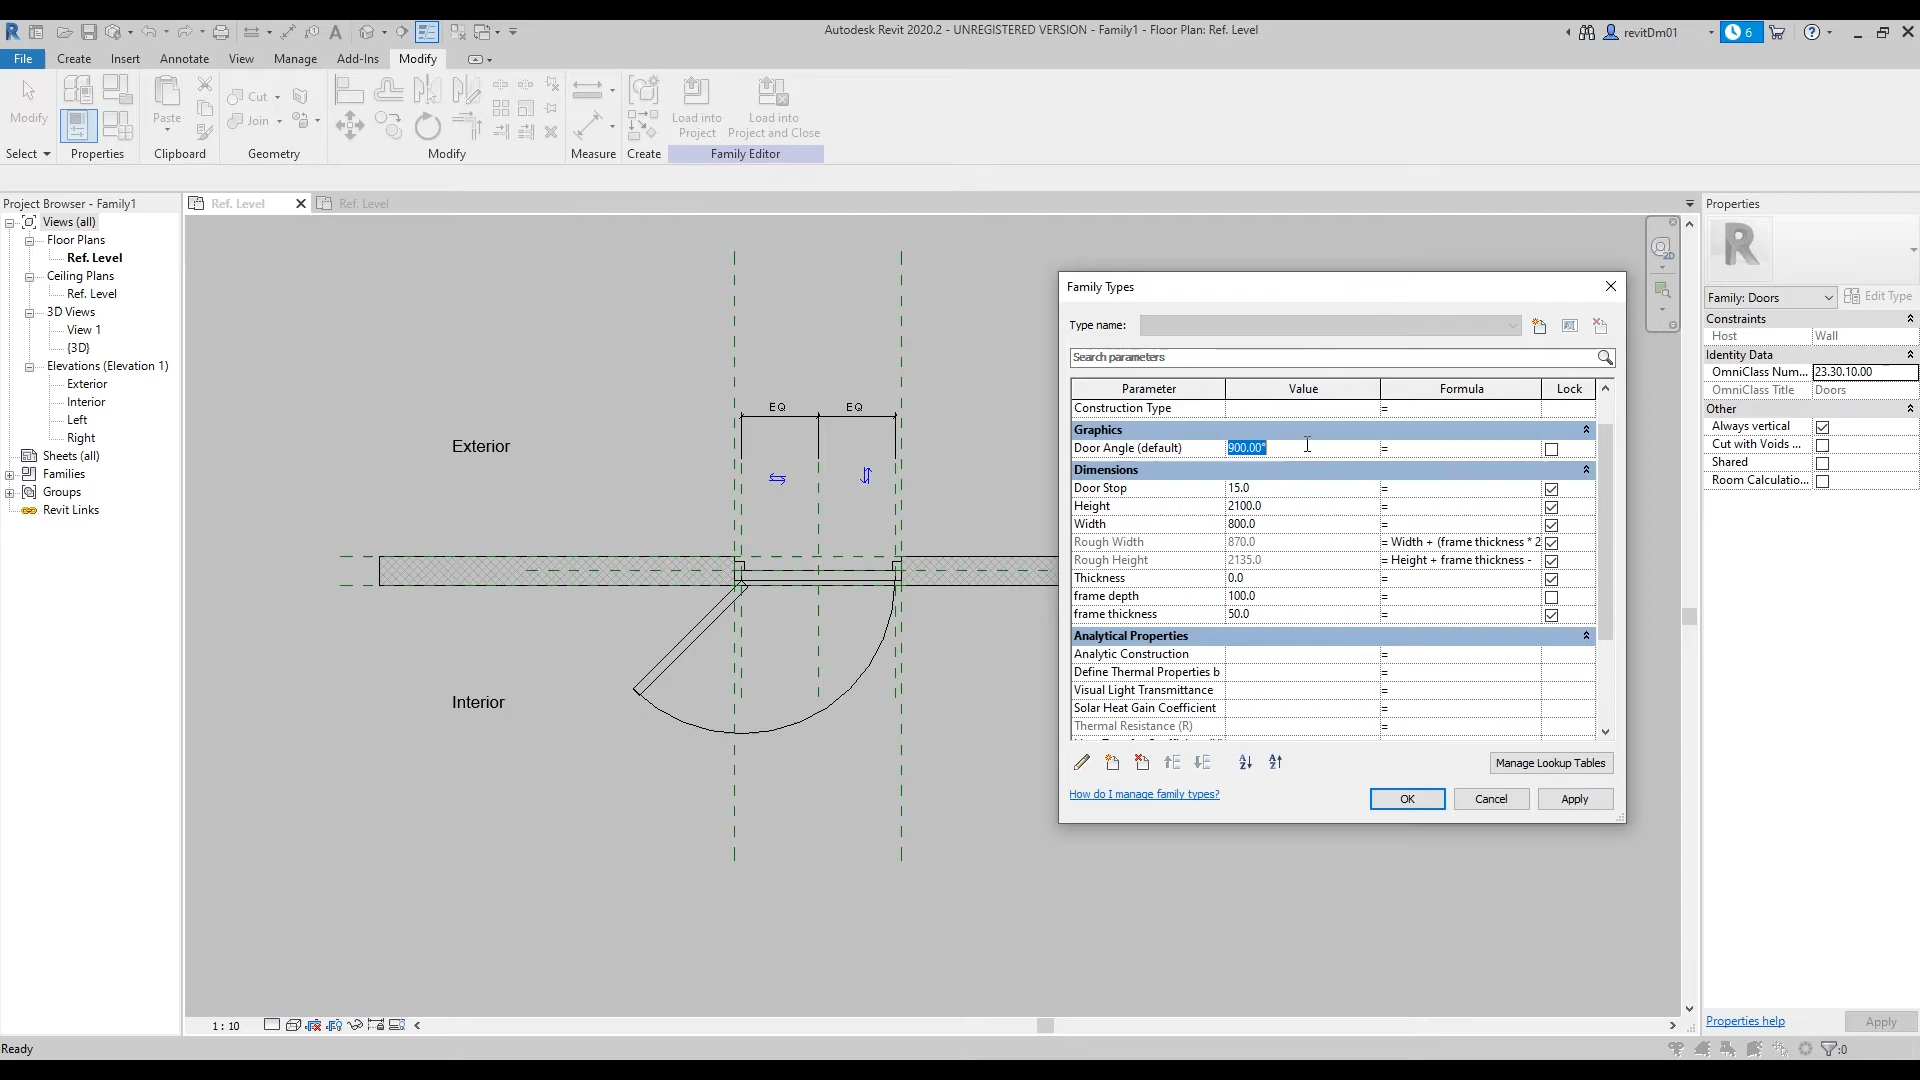 Autodesk Revit 2020.2 - UNREGISTERED VERSION - Family1 - Floor Plan: Ref. Level
revitDm01
6
File Create Insert Annotate View Manage Add-Ins Modify
Modify
Paste
Cut
Join
Load into Project
Load into Project and Close
Select Properties Clipboard Geometry Modify Measure Create Family Editor
Project Browser - Family1
Views (all)
Floor Plans
Ref. Level
Ceiling Plans
Ref. Level
3D Views
View 1
{3D}
Elevations (Elevation 1)
Exterior
Interior
Left
Right
Sheets (all)
Families
Groups
Revit Links
Ref. Level
Ref. Level
EQ EQ
Exterior
Interior
2D
Family Types
Type name:
Search parameters
Parameter Value Formula Lock
Construction Type =
Graphics
Door Angle (default) 900.00° =
Dimensions
Door Stop 15.0 =
Height 2100.0 =
Width 800.0 =
Rough Width 870.0 = Width + (frame thickness * 2
Rough Height 2135.0 = Height + frame thickness -
Thickness 0.0 =
frame depth 100.0 =
frame thickness 50.0 =
Analytical Properties
Analytic Construction =
Define Thermal Properties b =
Visual Light Transmittance =
Solar Heat Gain Coefficient =
Thermal Resistance (R) =
Manage Lookup Tables
How do I manage family types?
OK Cancel Apply
Properties
R
Family: Doors
Edit Type
Constraints
Host Wall
Identity Data
OmniClass Num... 23.30.10.00
OmniClass Title Doors
Other
Always vertical
Cut with Voids ...
Shared
Room Calculatio...
Properties help
Apply
1 : 10
Ready
:0